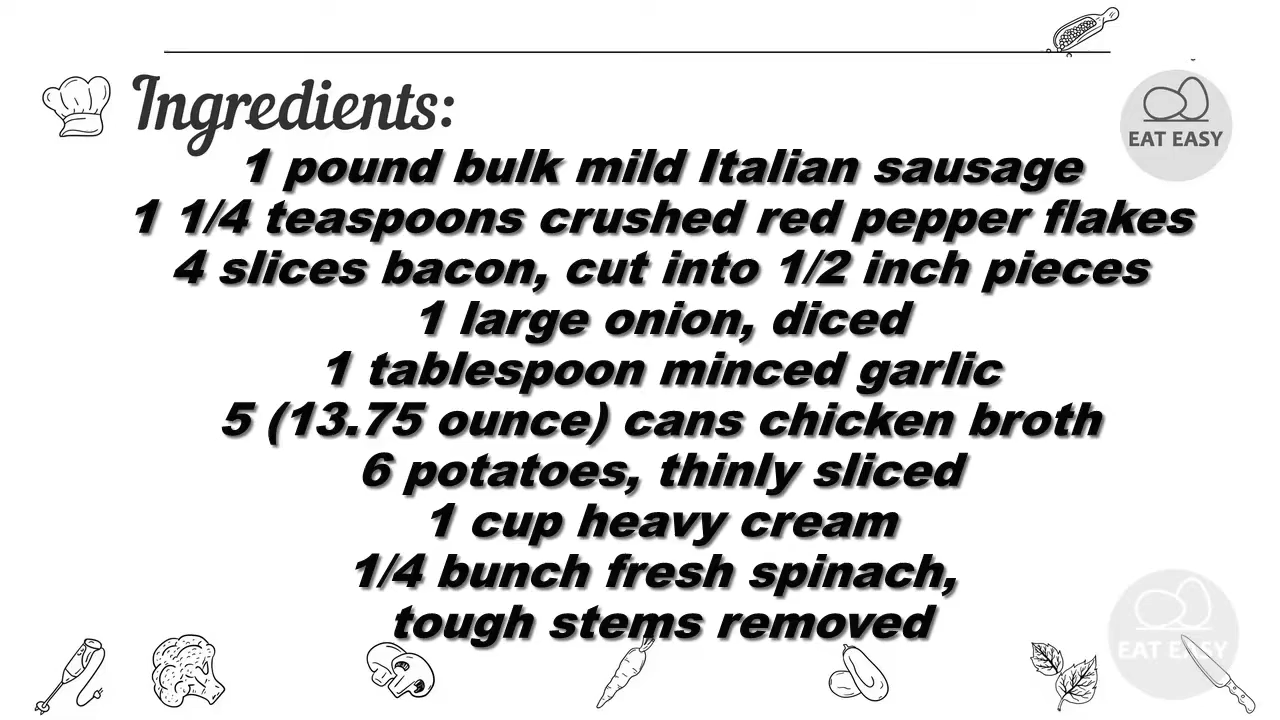 Ingredients:
EAT EASY
1 pound bulk mild Italian sausage
1 1/4 teaspoons crushed red pepper flakes
4 slices bacon, cut into 1/2 inch pieces
1 large onion, diced
1 tablespoon minced garlic
5 (13.75 ounce) cans chicken broth
6 potatoes, thinly sliced
1 cup heavy cream
1/4 bunch fresh spinach,
tough stems removed
EAT EASY